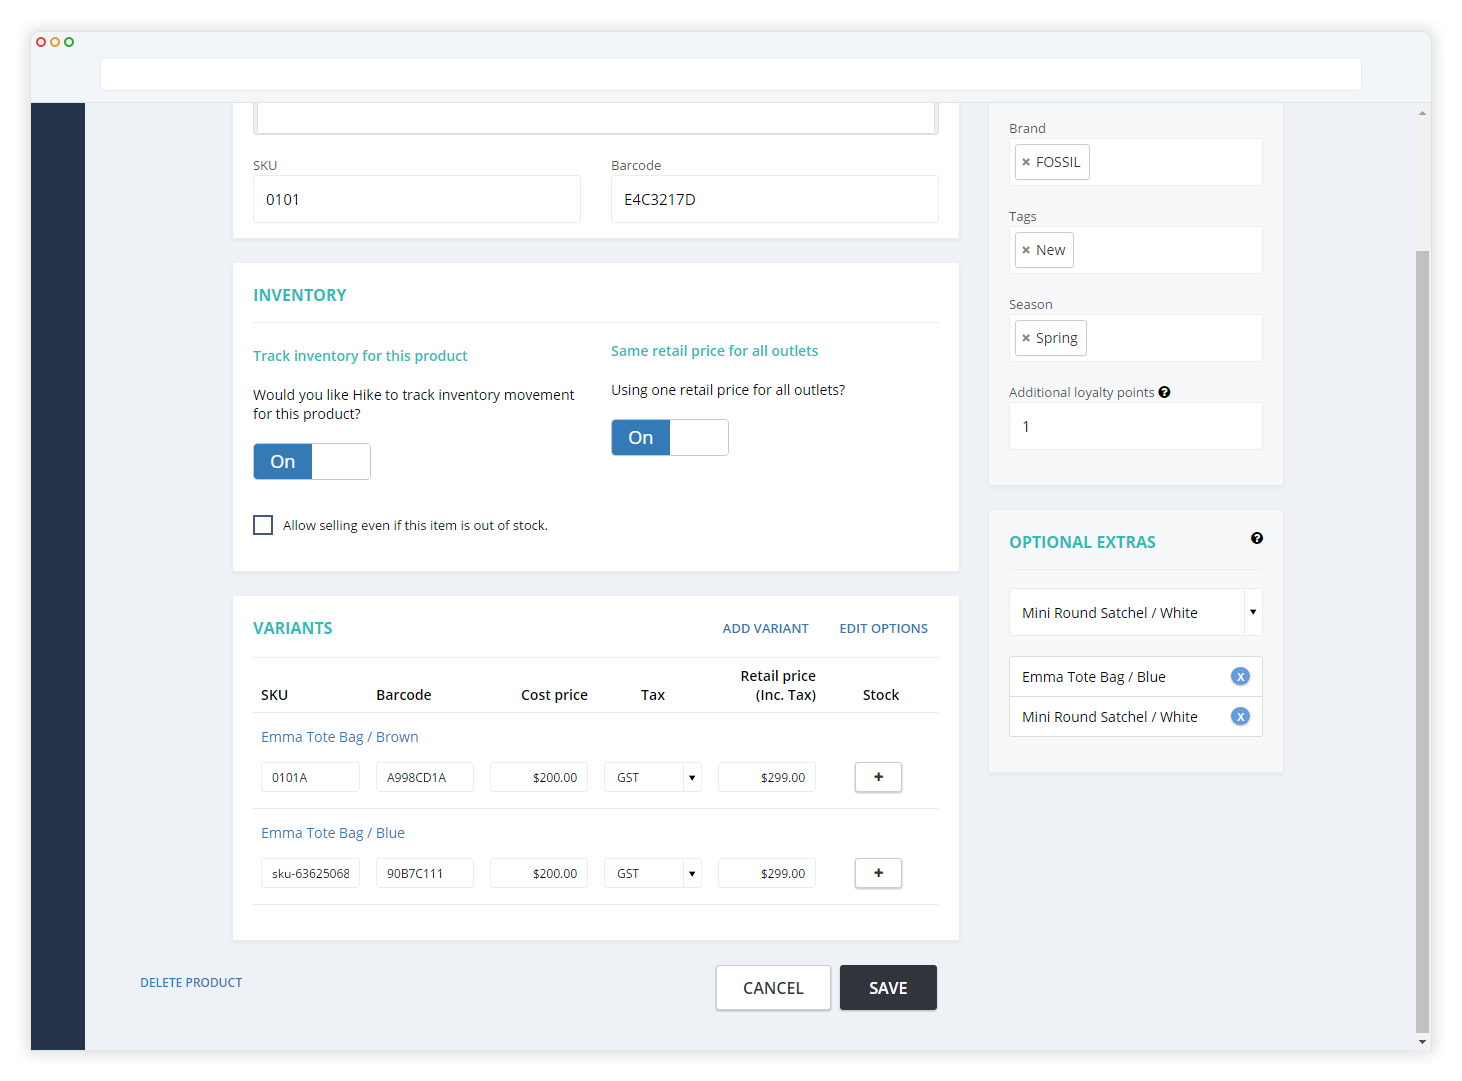 SKU
Barcode
0101
E4C3217D
INVENTORY
Track inventory for this product
Would you like Hike to track inventory movement
for this product?
On
Same retail price for all outlets
Using one retail price for all outlets?
On
Allow selling even if this item is out of stock.
VARIANTS
ADD VARIANT
EDIT OPTIONS
SKU
Barcode
Cost price
Tax
Retail price
(Inc. Tax)
Stock
Emma Tote Bag / Brown
0101A
A998CD1A
$200.00
GST
$299.00
+
Emma Tote Bag / Blue
sku-63625068
90B7C111
$200.00
GST
$299.00
+
DELETE PRODUCT
CANCEL
SAVE
Brand
× FOSSIL
Tags
× New
Season
× Spring
Additional loyalty points ?
1
OPTIONAL EXTRAS ?
Mini Round Satchel / White
Emma Tote Bag / Blue X
Mini Round Satchel / White X